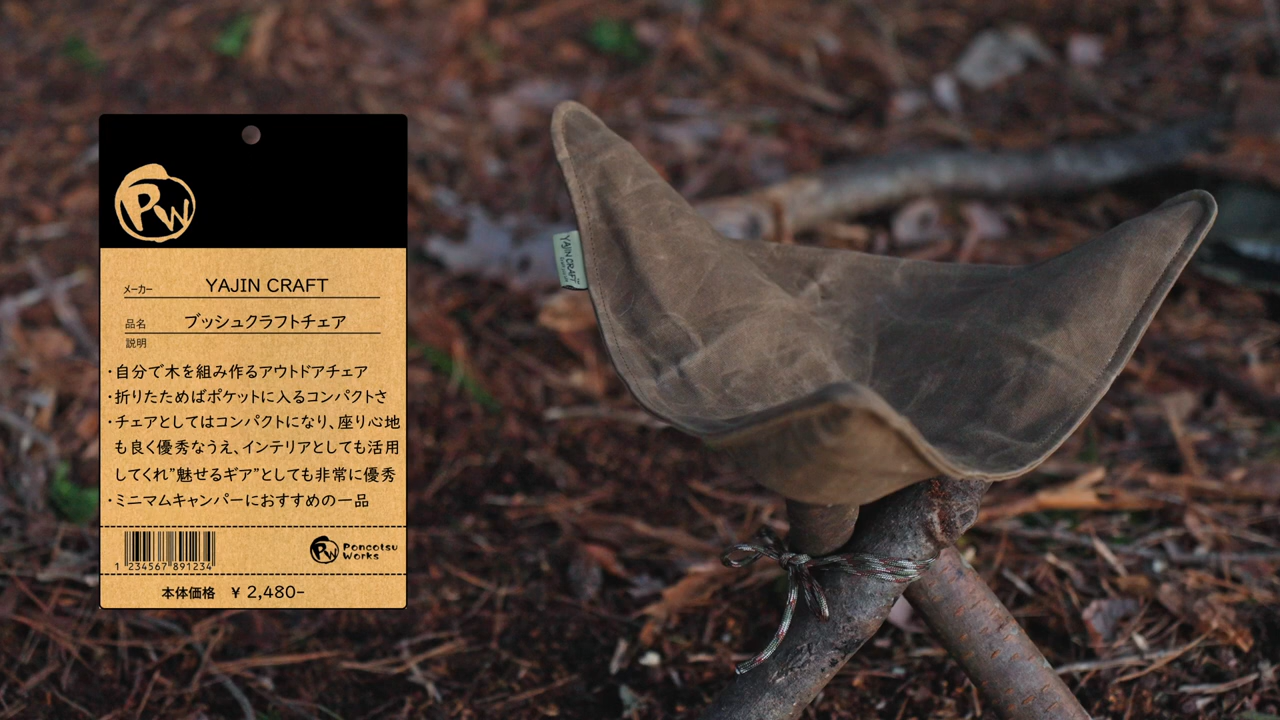 PW
メーカー YAJIN CRAFT
品名 ブッシュクラフトチェア
説明
・自分で木を組み作るアウトドアチェア
・折りたためばポケットに入るコンパクトさ
・チェアとしてはコンパクトになり、座り心地
も良く優秀なうえ、インテリアとしても活用
してくれ”魅せるギア”としても非常に優秀
・ミニマムキャンパーにおすすめの一品
1 234567 891234
PW Poncotsu
Works
本体価格 ¥ 2,480-
YAJIN CRAFT